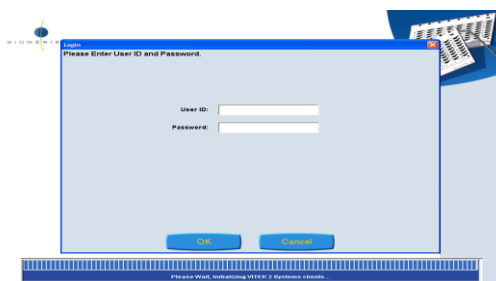 BIOMÉRIE
Login
Please Enter User ID and Password.
User ID:
Password:
OK
Cancel
Please Wait, Initializing VITEK 2 Systems clients...